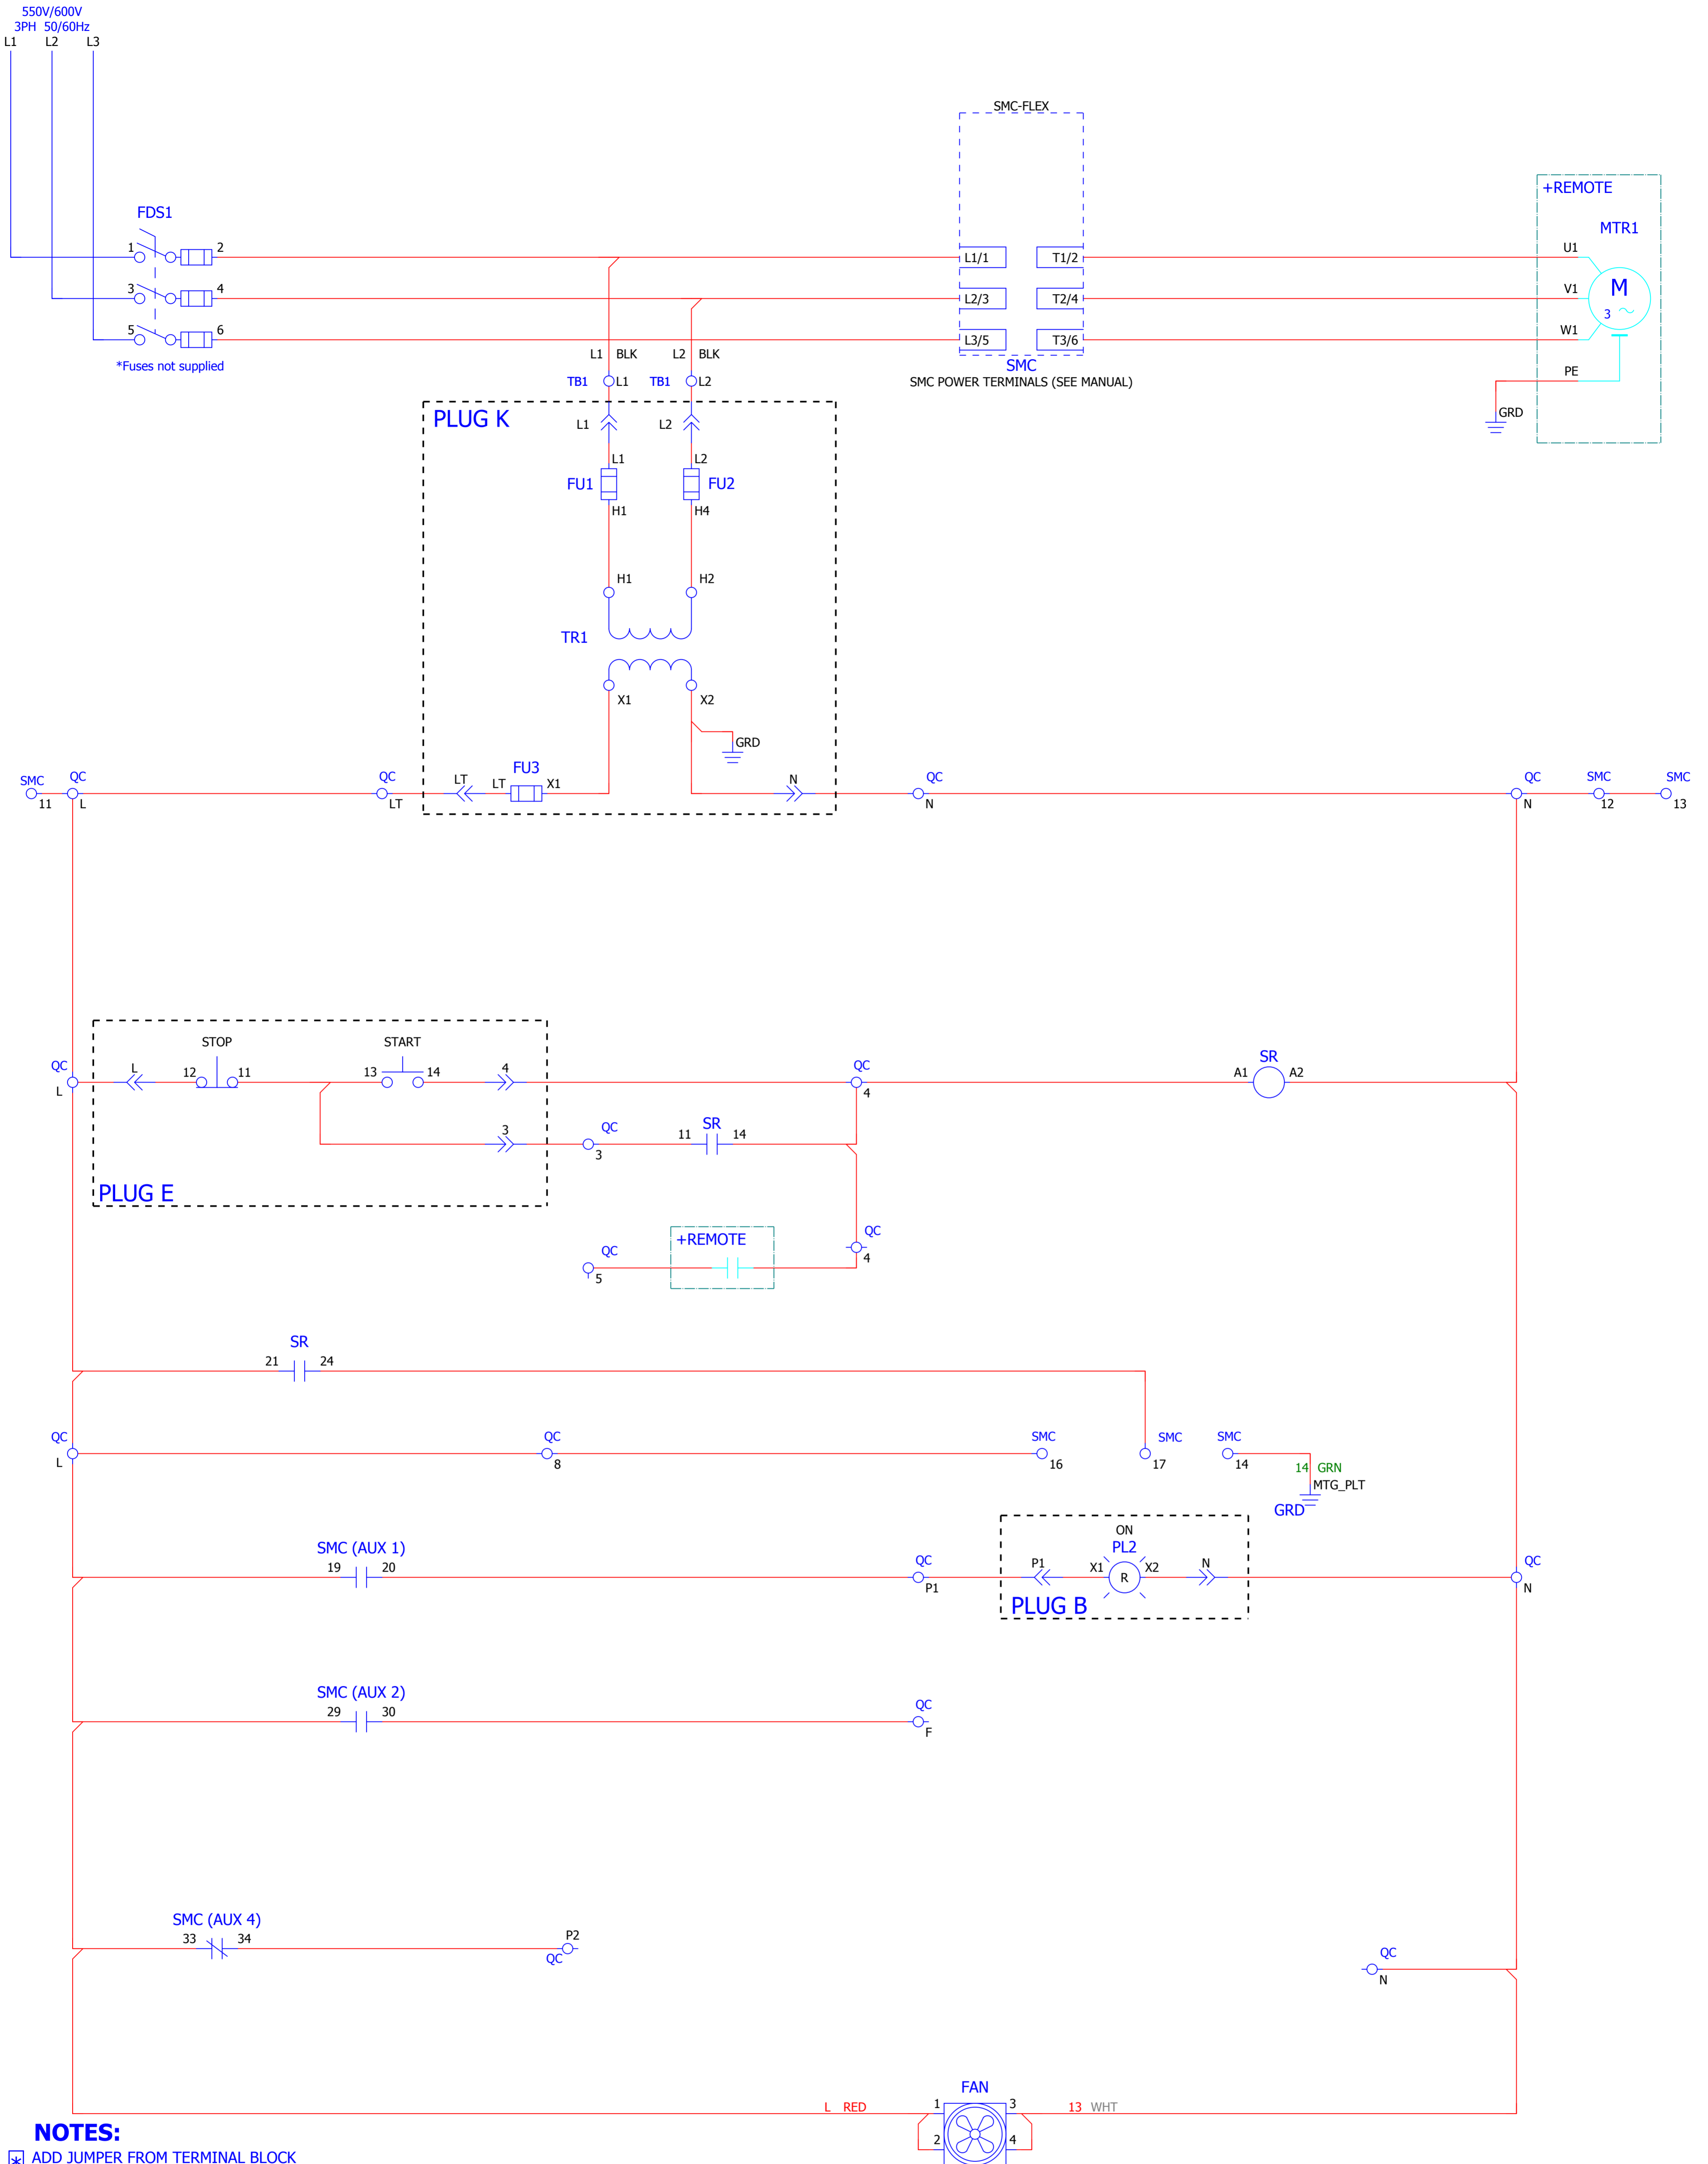 550V/600V
3PH 50/60Hz
L1 L2 L3
SMC-FLEX
+REMOTE
MTR1
FDS1
1 2 L1/1 T1/2 U1
3 4 L2/3 T2/4 V1 M
3
5 6 L3/5 T3/6 W1
*Fuses not supplied
L1 BLK L2 BLK
SMC
SMC POWER TERMINALS (SEE MANUAL)
PE
GRD
TB1 L1 TB1 L2
PLUG K
L1 L2
L1 L2
FU1 FU2
H1 H4
H1 H2
TR1
X1 X2
GRD
SMC QC QC LT LT FU3 X1 N QC QC SMC SMC
11 L LT N N 12 13
STOP START
QC L 12 11 13 14 4 QC SR
L 4 A1 A2
3 QC SR
3 11 14
PLUG E
+REMOTE
QC QC
5 4
SR
21 24
QC QC SMC SMC SMC
L 8 16 17 14
14 GRN
MTG_PLT
GRD
ON
PL2
SMC (AUX 1)
19 20 QC P1 X1 X2 N QC
P1 R N
PLUG B
SMC (AUX 2)
29 30 QC
F
SMC (AUX 4)
33 34 P2
QC
QC
N
FAN
L RED 1 3 13 WHT
2 4
NOTES:
* ADD JUMPER FROM TERMINAL BLOCK